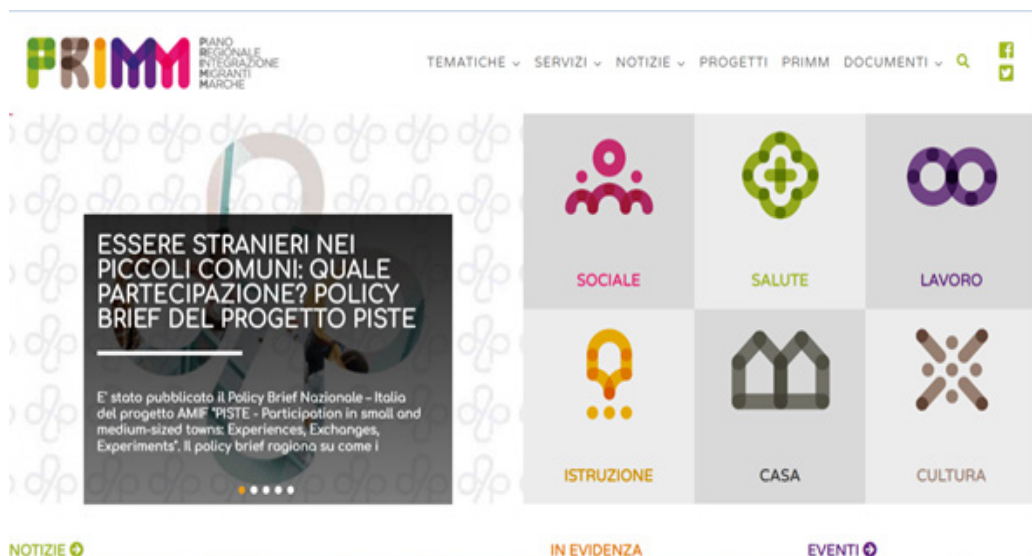 PRIMM
PIANO
REGIONALE
INTEGRAZIONE
MIGRANTI
MARCHE
TEMATICHE SERVIZI NOTIZIE PROGETTI PRIMM DOCUMENTI
ESSERE STRANIERI NEI
PICCOLI COMUNI: QUALE
PARTECIPAZIONE? POLICY
BRIEF DEL PROGETTO PISTE
E' stato pubblicato il Policy Brief Nazionale – Italia
del progetto AMIF "PISTE - Participation in small and
medium-sized towns: Experiences, Exchanges,
Experiments". Il policy brief ragiona su come i
SOCIALE
SALUTE
LAVORO
ISTRUZIONE
CASA
CULTURA
NOTIZIE
IN EVIDENZA
EVENTI